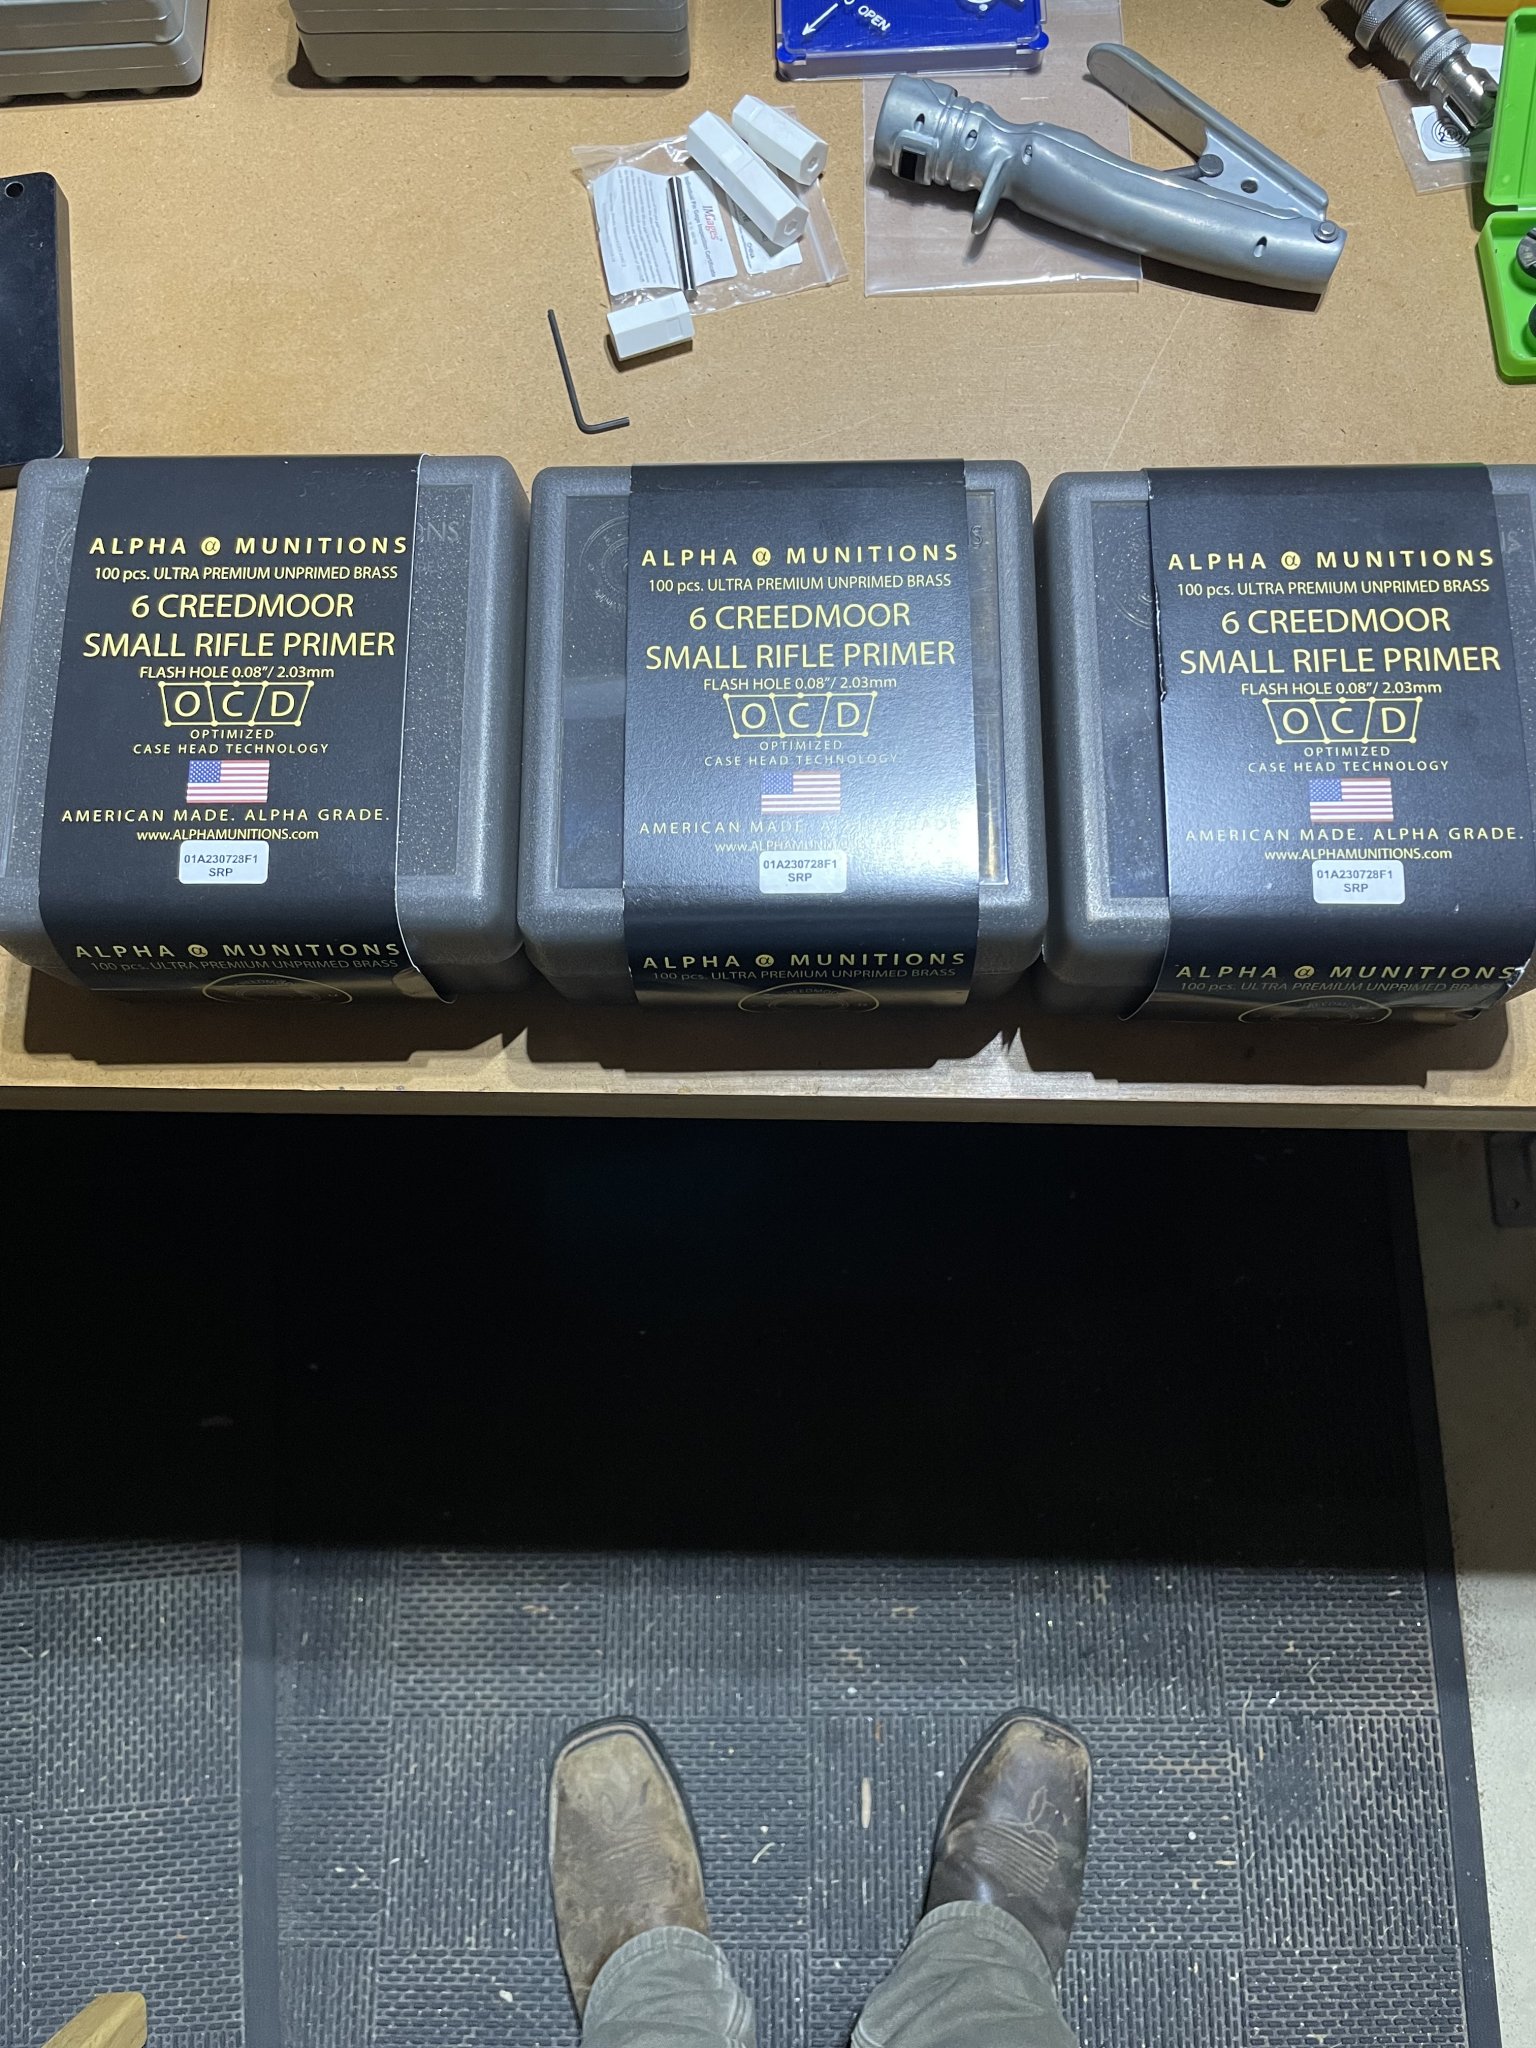 OPEN
JMgages
ALPHA α MUNITIONS
100 pcs. ULTRA PREMIUM UNPRIMED BRASS
6 CREEDMOOR
SMALL RIFLE PRIMER
FLASH HOLE 0.08"/ 2.03mm
OCD
OPTIMIZED
CASE HEAD TECHNOLOGY
AMERICAN MADE. ALPHA GRADE.
www.ALPHAMUNITIONS.com
01A230728F1
SRP
ALPHA α MUNITIONS
100 pcs. ULTRA PREMIUM UNPRIMED BRASS
ALPHA α MUNITIONS
100 pcs. ULTRA PREMIUM UNPRIMED BRASS
6 CREEDMOOR
SMALL RIFLE PRIMER
FLASH HOLE 0.08"/ 2.03mm
OCD
OPTIMIZED
CASE HEAD TECHNOLOGY
AMERICAN MADE. ALPHA GRADE.
www.ALPHAMUNITIONS.com
01A230728F1
SRP
ALPHA α MUNITIONS
100 pcs. ULTRA PREMIUM UNPRIMED BRASS
ALPHA α MUNITIONS
100 pcs. ULTRA PREMIUM UNPRIMED BRASS
6 CREEDMOOR
SMALL RIFLE PRIMER
FLASH HOLE 0.08"/ 2.03mm
OCD
OPTIMIZED
CASE HEAD TECHNOLOGY
AMERICAN MADE. ALPHA GRADE.
www.ALPHAMUNITIONS.com
01A230728F1
SRP
ALPHA α MUNITIONS
100 pcs. ULTRA PREMIUM UNPRIMED BRASS